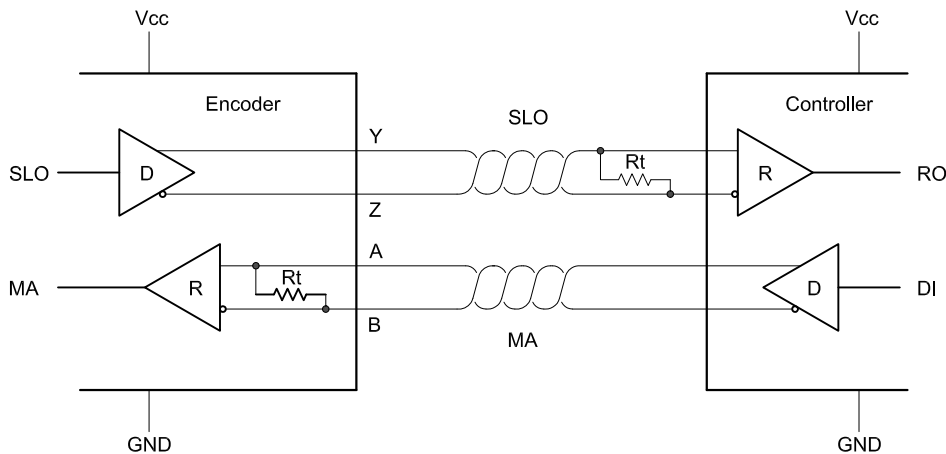 Vcc
Vcc
Encoder
Controller
SLO
Y
SLO
D
Rt
R
RO
Z
A
MA
R
Rt
D
DI
B
MA
GND
GND